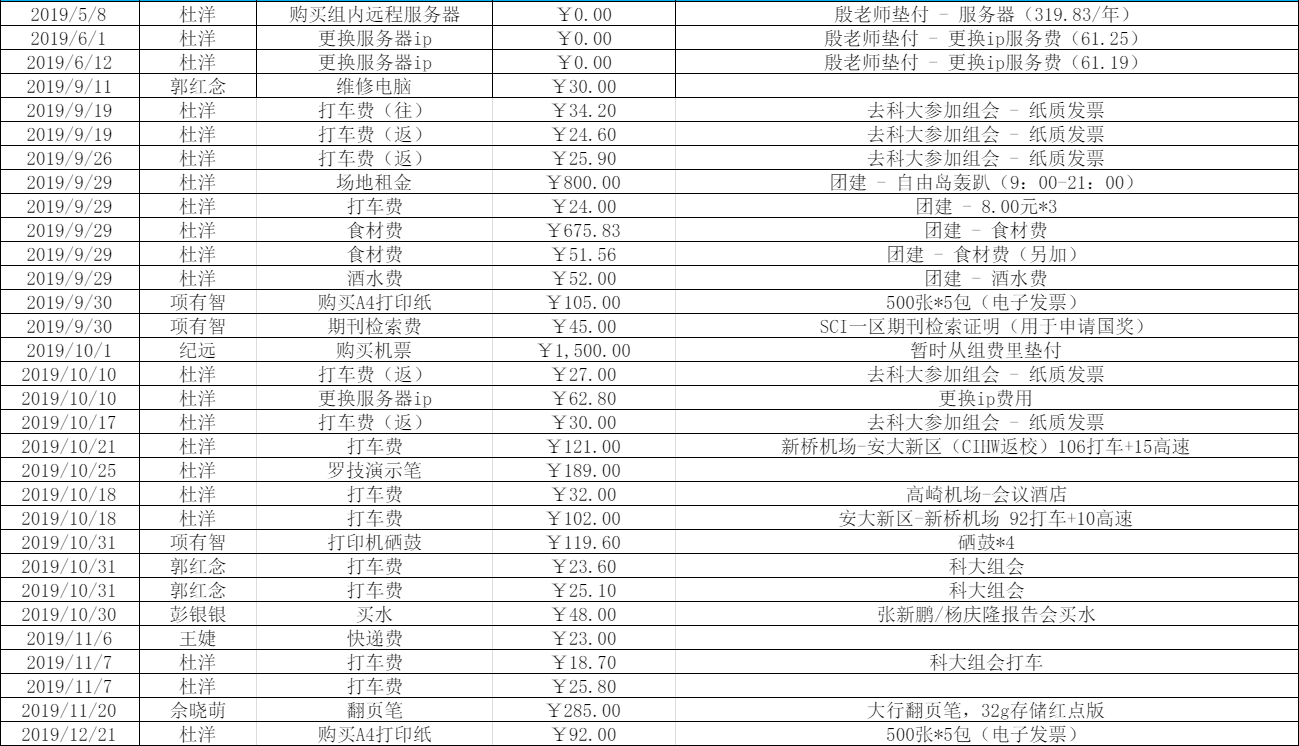 2019/5/8 杜洋 购买组内远程服务器 ￥0.00 殷老师垫付 - 服务器（319.83/年）
2019/6/1 杜洋 更换服务器ip ￥0.00 殷老师垫付 - 更换ip服务费（61.25）
2019/6/12 杜洋 更换服务器ip ￥0.00 殷老师垫付 - 更换ip服务费（61.19）
2019/9/11 郭红念 维修电脑 ￥30.00
2019/9/19 杜洋 打车费（往） ￥34.20 去科大参加组会 - 纸质发票
2019/9/19 杜洋 打车费（返） ￥24.60 去科大参加组会 - 纸质发票
2019/9/26 杜洋 打车费（返） ￥25.90 去科大参加组会 - 纸质发票
2019/9/29 杜洋 场地租金 ￥800.00 团建 - 自由岛轰趴（9：00-21：00）
2019/9/29 杜洋 打车费 ￥24.00 团建 - 8.00元*3
2019/9/29 杜洋 食材费 ￥675.83 团建 - 食材费
2019/9/29 杜洋 食材费 ￥51.56 团建 - 食材费（另加）
2019/9/29 杜洋 酒水费 ￥52.00 团建 - 酒水费
2019/9/30 项有智 购买A4打印纸 ￥105.00 500张*5包（电子发票）
2019/9/30 项有智 期刊检索费 ￥45.00 SCI一区期刊检索证明（用于申请国奖）
2019/10/1 纪远 购买机票 ￥1,500.00 暂时从组费里垫付
2019/10/10 杜洋 打车费（返） ￥27.00 去科大参加组会 - 纸质发票
2019/10/10 杜洋 更换服务器ip ￥62.80 更换ip费用
2019/10/17 杜洋 打车费（返） ￥30.00 去科大参加组会 - 纸质发票
2019/10/21 杜洋 打车费 ￥121.00 新桥机场-安大新区（CIHW返校）106打车+15高速
2019/10/25 杜洋 罗技演示笔 ￥189.00
2019/10/18 杜洋 打车费 ￥32.00 高崎机场-会议酒店
2019/10/18 杜洋 打车费 ￥102.00 安大新区-新桥机场 92打车+10高速
2019/10/31 项有智 打印机硒鼓 ￥119.60 硒鼓*4
2019/10/31 郭红念 打车费 ￥23.60 科大组会
2019/10/31 郭红念 打车费 ￥25.10 科大组会
2019/10/30 彭银银 买水 ￥48.00 张新鹏/杨庆隆报告会买水
2019/11/6 王婕 快递费 ￥23.00
2019/11/7 杜洋 打车费 ￥18.70 科大组会打车
2019/11/7 杜洋 打车费 ￥25.80
2019/11/20 佘晓萌 翻页笔 ￥285.00 大行翻页笔，32g存储红点版
2019/12/21 杜洋 购买A4打印纸 ￥92.00 500张*5包（电子发票）